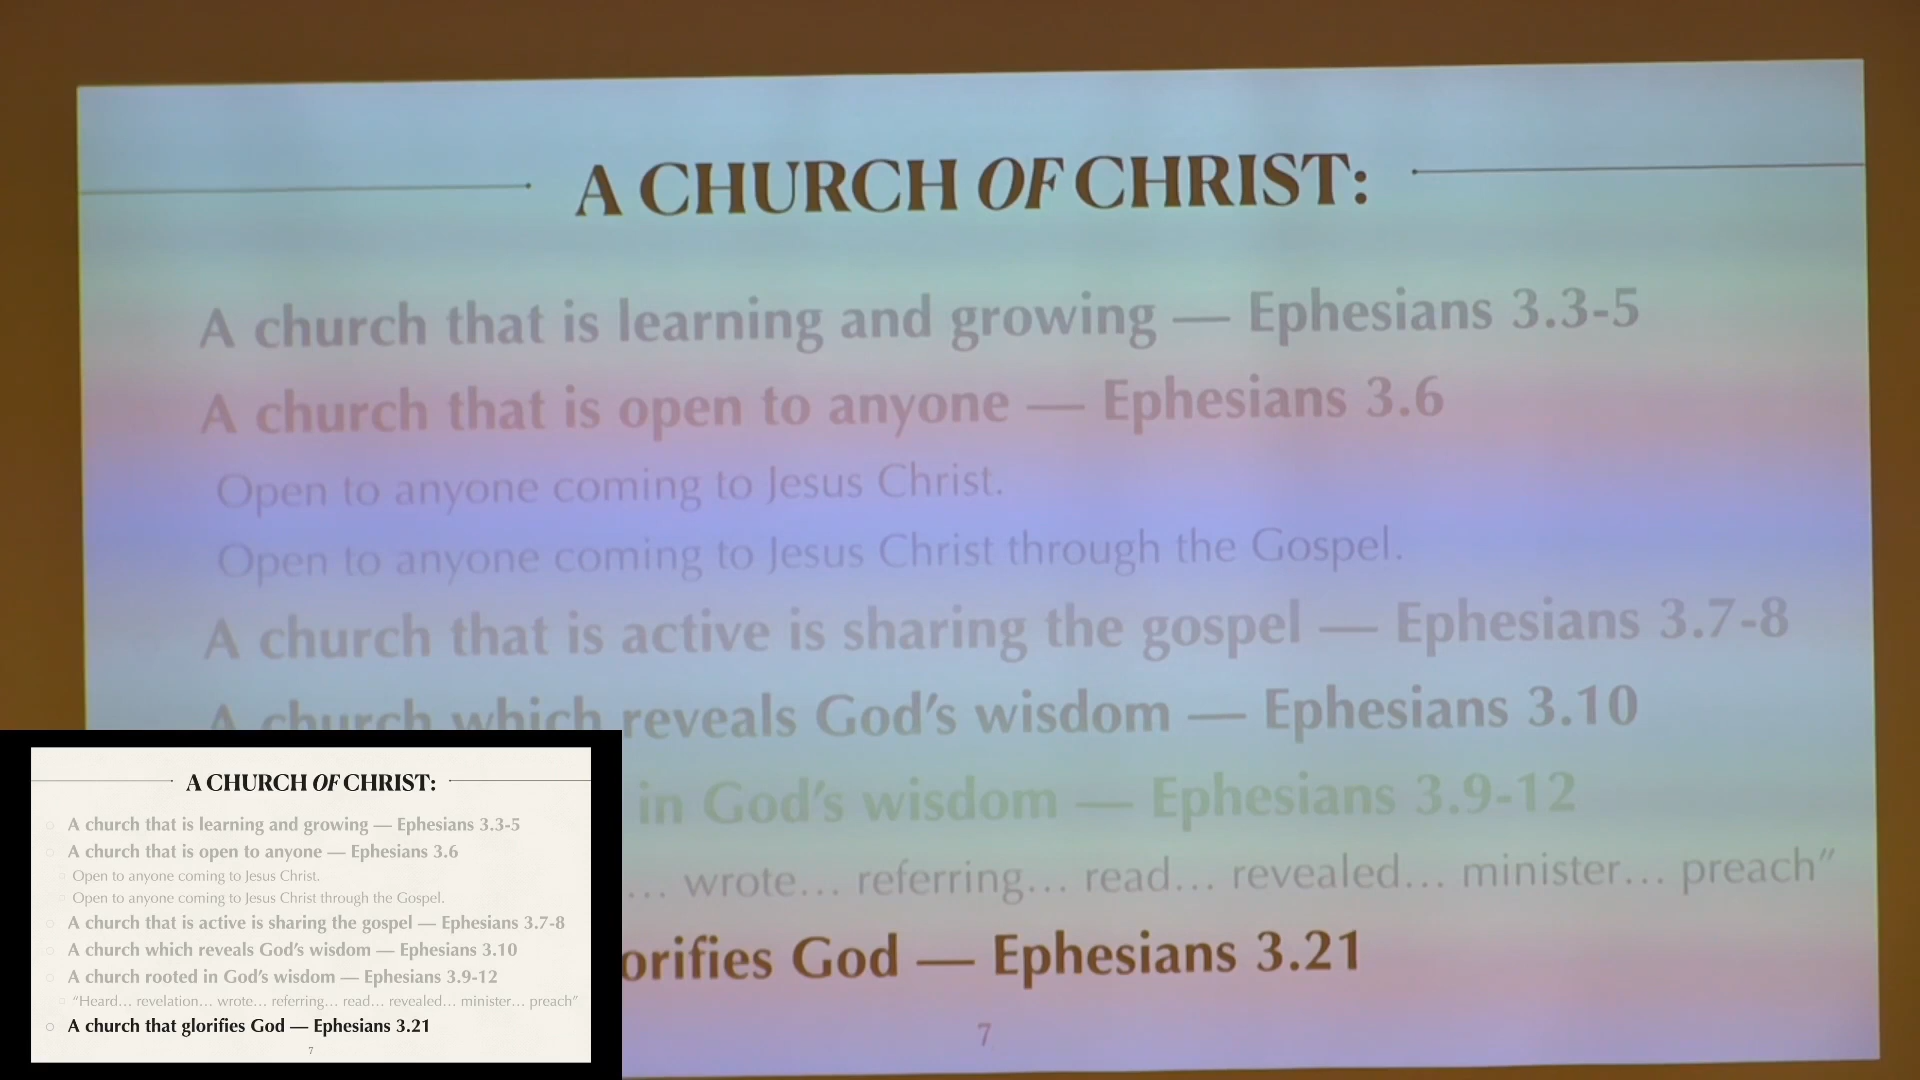 A CHURCH OF CHRIST:
A church that is learning and growing — Ephesians 3.3-5
A church that is open to anyone — Ephesians 3.6
Open to anyone coming to Jesus Christ.
Open to anyone coming to Jesus Christ through the Gospel.
A church that is active is sharing the gospel — Ephesians 3.7-8
A church which reveals God’s wisdom — Ephesians 3.10
in God’s wisdom — Ephesians 3.9-12
… wrote… referring… read… revealed… minister… preach”
orifies God — Ephesians 3.21
7
A CHURCH OF CHRIST:
A church that is learning and growing — Ephesians 3.3-5
A church that is open to anyone — Ephesians 3.6
Open to anyone coming to Jesus Christ.
Open to anyone coming to Jesus Christ through the Gospel.
A church that is active is sharing the gospel — Ephesians 3.7-8
A church which reveals God’s wisdom — Ephesians 3.10
A church rooted in God’s wisdom — Ephesians 3.9-12
“Heard… revelation… wrote… referring… read… revealed… minister… preach”
A church that glorifies God — Ephesians 3.21
7